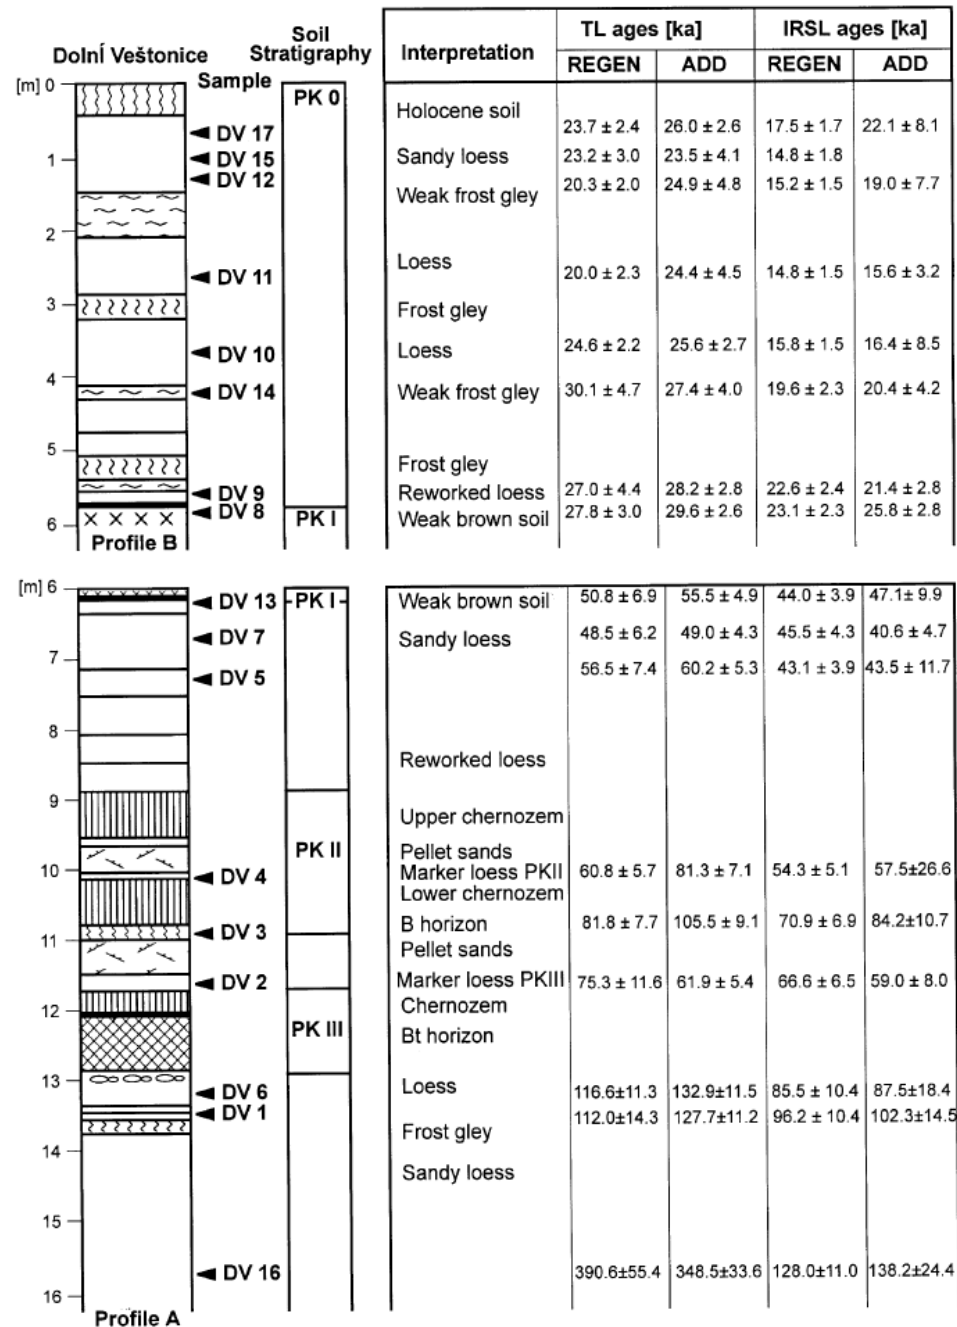 Dolní Veštonice Sample Soil Stratigraphy Interpretation TL ages [ka] IRSL ages [ka]
REGEN ADD REGEN ADD
[m] 0 PK 0
Holocene soil
DV 17 23.7 ± 2.4 26.0 ± 2.6 17.5 ± 1.7 22.1 ± 8.1
1 DV 15 Sandy loess 23.2 ± 3.0 23.5 ± 4.1 14.8 ± 1.8
DV 12 Weak frost gley 20.3 ± 2.0 24.9 ± 4.8 15.2 ± 1.5 19.0 ± 7.7
2
Loess
DV 11 20.0 ± 2.3 24.4 ± 4.5 14.8 ± 1.5 15.6 ± 3.2
3 Frost gley
DV 10 Loess 24.6 ± 2.2 25.6 ± 2.7 15.8 ± 1.5 16.4 ± 8.5
4
DV 14 Weak frost gley 30.1 ± 4.7 27.4 ± 4.0 19.6 ± 2.3 20.4 ± 4.2
5
Frost gley
DV 9 Reworked loess 27.0 ± 4.4 28.2 ± 2.8 22.6 ± 2.4 21.4 ± 2.8
DV 8 PK I Weak brown soil 27.8 ± 3.0 29.6 ± 2.6 23.1 ± 2.3 25.8 ± 2.8
6
Profile B
[m] 6
DV 13 PK I Weak brown soil 50.8 ± 6.9 55.5 ± 4.9 44.0 ± 3.9 47.1± 9.9
DV 7 Sandy loess 48.5 ± 6.2 49.0 ± 4.3 45.5 ± 4.3 40.6 ± 4.7
7
DV 5 56.5 ± 7.4 60.2 ± 5.3 43.1 ± 3.9 43.5 ± 11.7
8
Reworked loess
9
Upper chernozem
PK II Pellet sands
10 DV 4 Marker loess PKII 60.8 ± 5.7 81.3 ± 7.1 54.3 ± 5.1 57.5±26.6
Lower chernozem
DV 3 B horizon 81.8 ± 7.7 105.5 ± 9.1 70.9 ± 6.9 84.2±10.7
11 Pellet sands
DV 2 Marker loess PKIII 75.3 ± 11.6 61.9 ± 5.4 66.6 ± 6.5 59.0 ± 8.0
12 Chernozem
PK III Bt horizon
13
DV 6 Loess 116.6±11.3 132.9±11.5 85.5 ± 10.4 87.5±18.4
DV 1 112.0±14.3 127.7±11.2 96.2 ± 10.4 102.3±14.5
Frost gley
14
Sandy loess
15
DV 16 390.6±55.4 348.5±33.6 128.0±11.0 138.2±24.4
16
Profile A